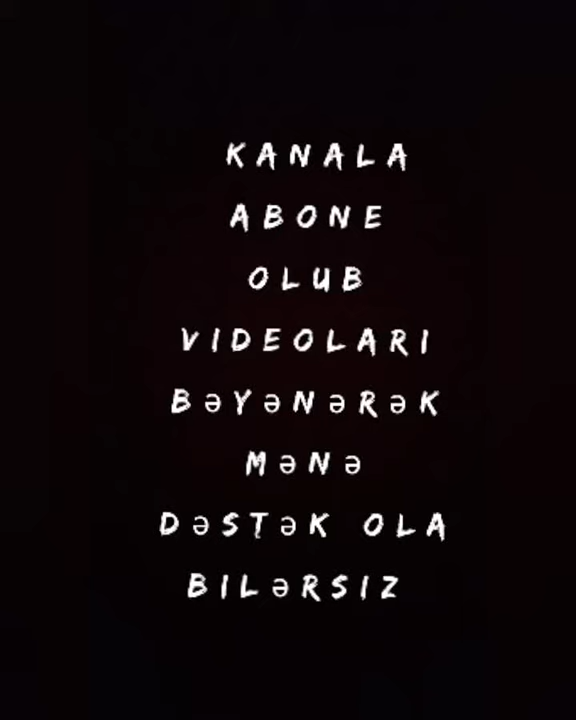 KANALA
ABONE
OLUB
VIDEOLARI
BƏYƏNƏRƏK
MƏNƏ
DƏSTƏK OLA
BILƏRSIZ